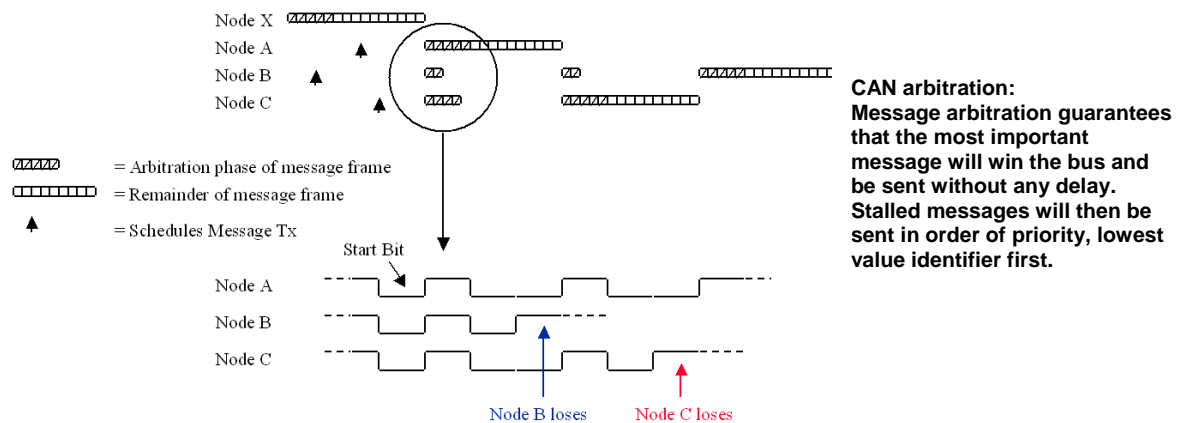 Node X
Node A
Node B
Node C
= Arbitration phase of message frame
= Remainder of message frame
= Schedules Message Tx
CAN arbitration:
Message arbitration guarantees
that the most important
message will win the bus and
be sent without any delay.
Stalled messages will then be
sent in order of priority, lowest
value identifier first.
Start Bit
Node A
Node B
Node C
Node B loses
Node C loses